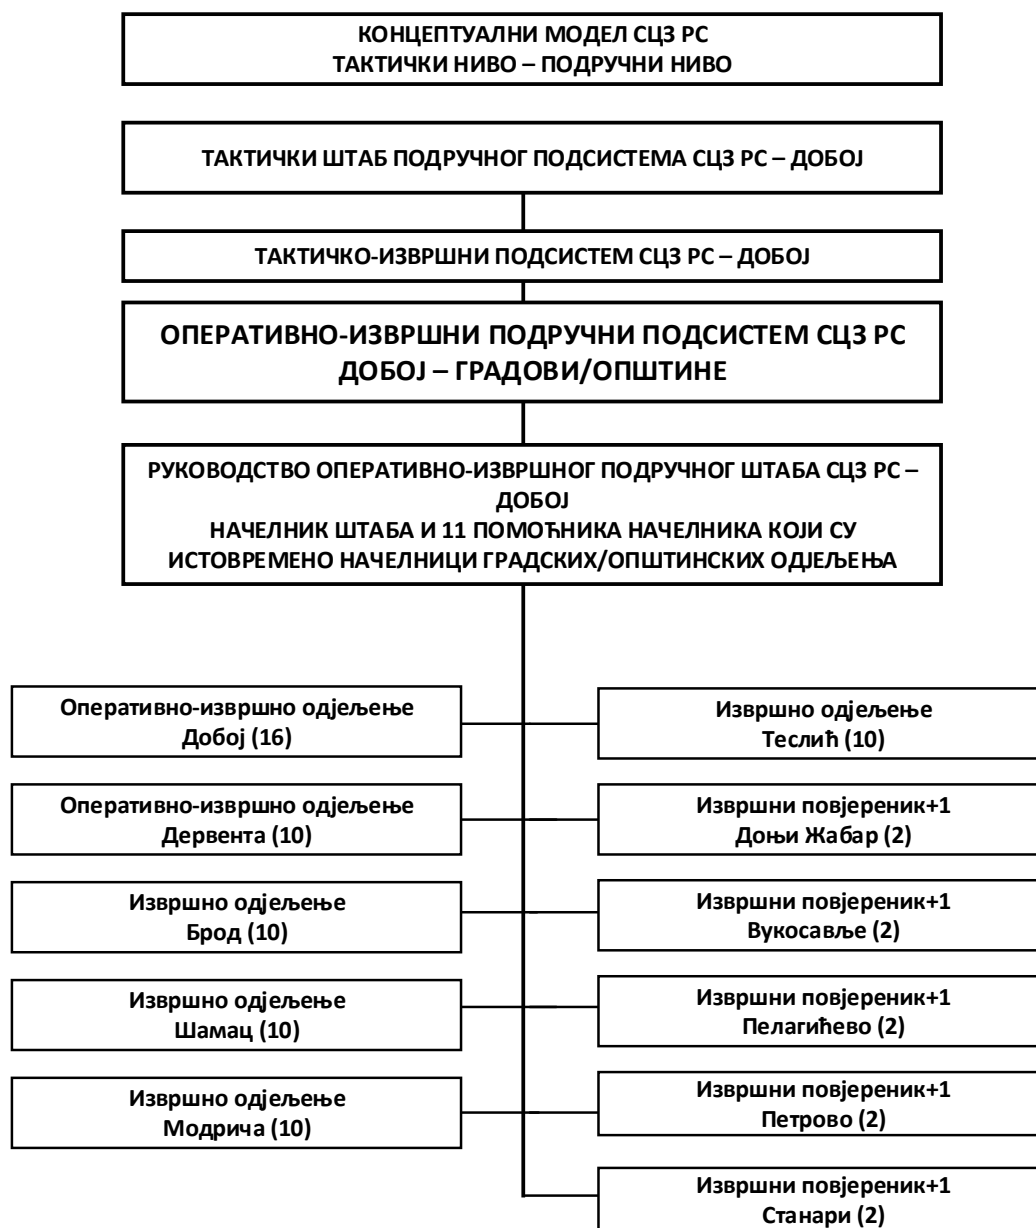 КОНЦЕПТУАЛНИ МОДЕЛ СЦЗ РС
ТАКТИЧКИ НИВО – ПОДРУЧНИ НИВО
ТАКТИЧКИ ШТАБ ПОДРУЧНОГ ПОДСИСТЕМА СЦЗ РС – ДОБОЈ
ТАКТИЧКО-ИЗВРШНИ ПОДСИСТЕМ СЦЗ РС – ДОБОЈ
ОПЕРАТИВНО-ИЗВРШНИ ПОДРУЧНИ ПОДСИСТЕМ СЦЗ РС
ДОБОЈ – ГРАДОВИ/ОПШТИНЕ
РУКОВОДСТВО ОПЕРАТИВНО-ИЗВРШНОГ ПОДРУЧНОГ ШТАБА СЦЗ РС –
ДОБОЈ
НАЧЕЛНИК ШТАБА И 11 ПОМОЋНИКА НАЧЕЛНИКА КОЈИ СУ
ИСТОВРЕМЕНО НАЧЕЛНИЦИ ГРАДСКИХ/ОПШТИНСКИХ ОДЈЕЉЕЊА
Оперативно-извршно одјељење
Добој (16)
Оперативно-извршно одјељење
Дервента (10)
Извршно одјељење
Брод (10)
Извршно одјељење
Шамац (10)
Извршно одјељење
Модрича (10)
Извршно одјељење
Теслић (10)
Извршни повјереник+1
Доњи Жабар (2)
Извршни повјереник+1
Вукосавље (2)
Извршни повјереник+1
Пелагићево (2)
Извршни повјереник+1
Петрово (2)
Извршни повјереник+1
Станари (2)